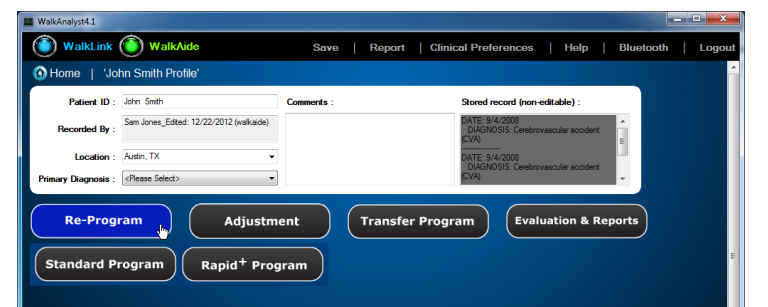 WalkAnalyst4.1
WalkLink WalkAide Save | Report | Clinical Preferences | Help | Bluetooth | Logout
Home | 'John Smith Profile'
Patient ID : John Smith Comments : Stored record (non-editable) :
Recorded By : Sam Jones_Edited: 12/22/2012 (walkaide)
Location : Austin, TX
Primary Diagnosis : <Please Select>
DATE: 9/4/2008
DIAGNOSIS: Cerebrovascular accident
(CVA)
DATE: 9/4/2008
DIAGNOSIS: Cerebrovascular accident
(CVA)
Re-Program Adjustment Transfer Program Evaluation & Reports
Standard Program Rapid+ Program